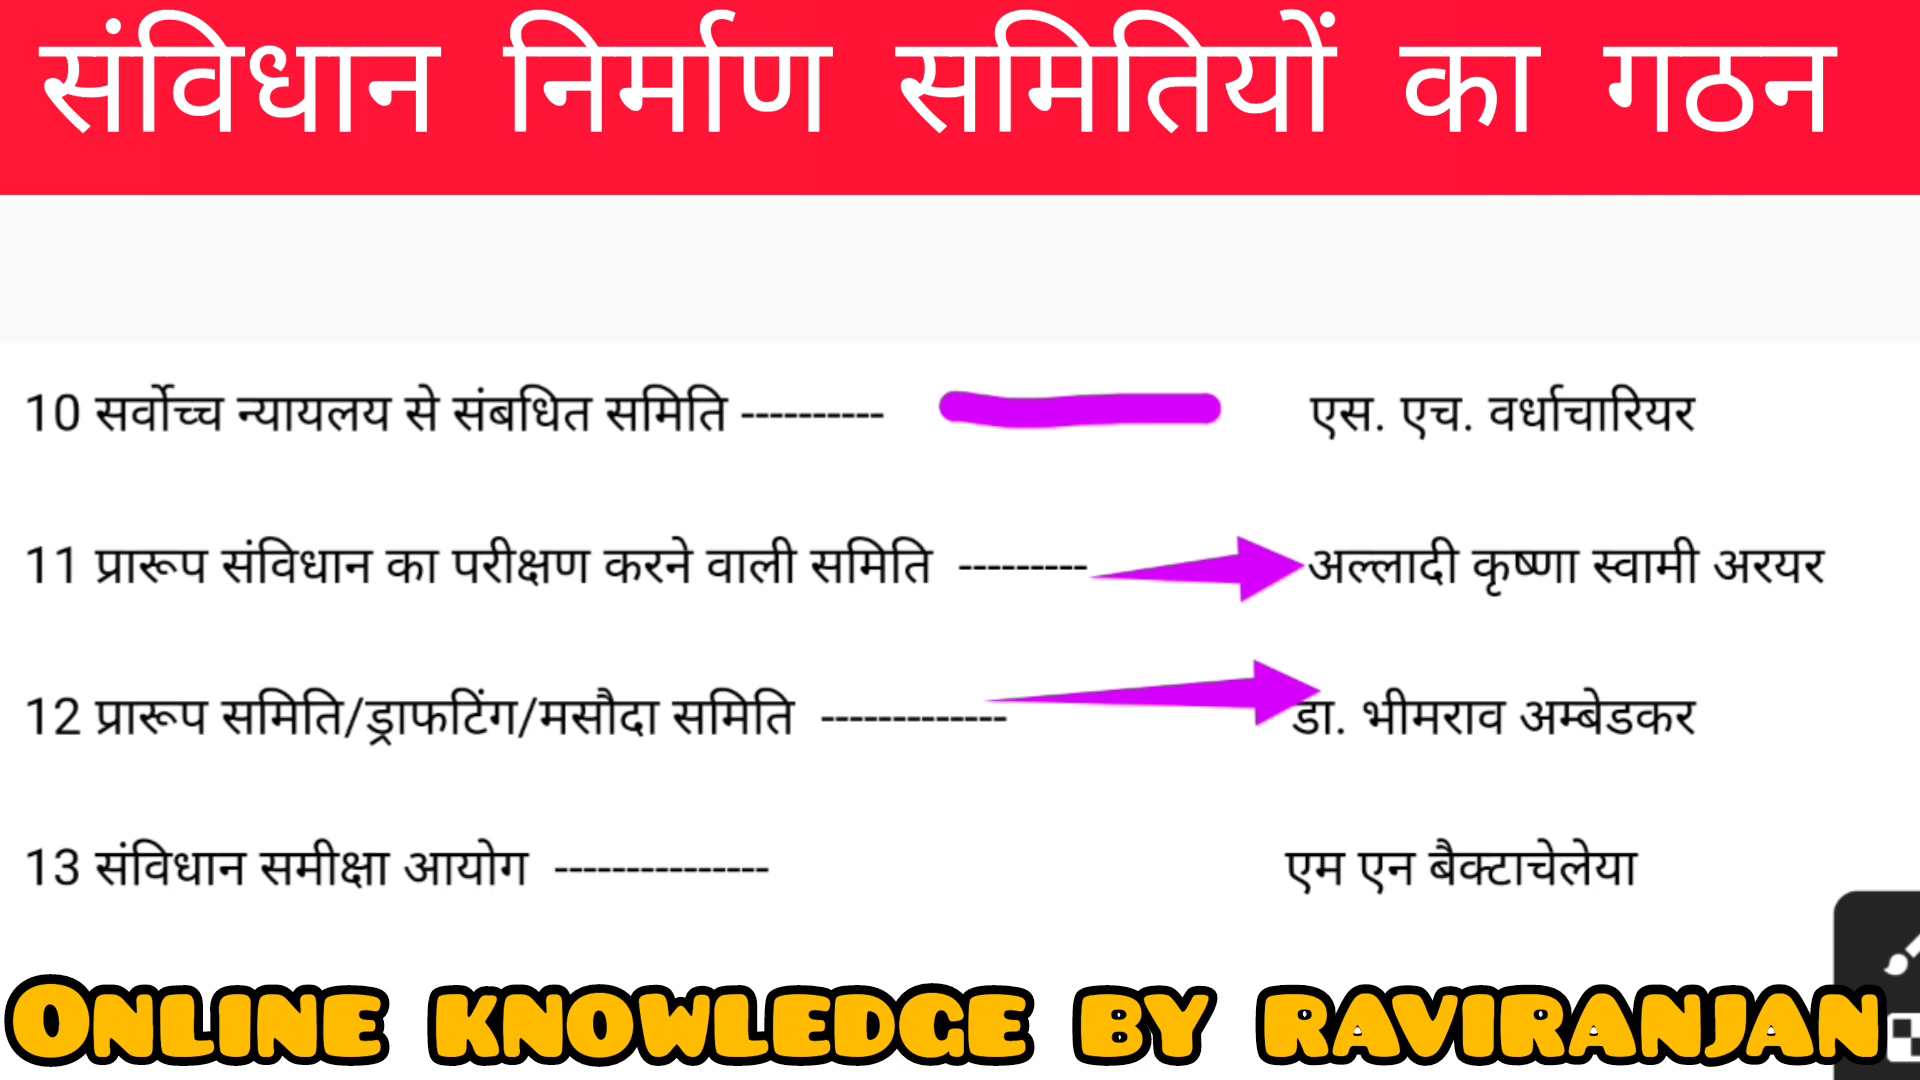 संविधान निर्माण समितियों का गठन
10 सर्वोच्च न्यायलय से संबधित समिति ---------- एस. एच. वर्धाचारियर
11 प्रारूप संविधान का परीक्षण करने वाली समिति --------- अल्लादी कृष्णा स्वामी अरयर
12 प्रारूप समिति/ड्राफटिंग/मसौदा समिति ------------- डा. भीमराव अम्बेडकर
13 संविधान समीक्षा आयोग --------------- एम एन बैक्टाचेलेया
ONLINE KNOWLEDGE BY RAVIRANJAN